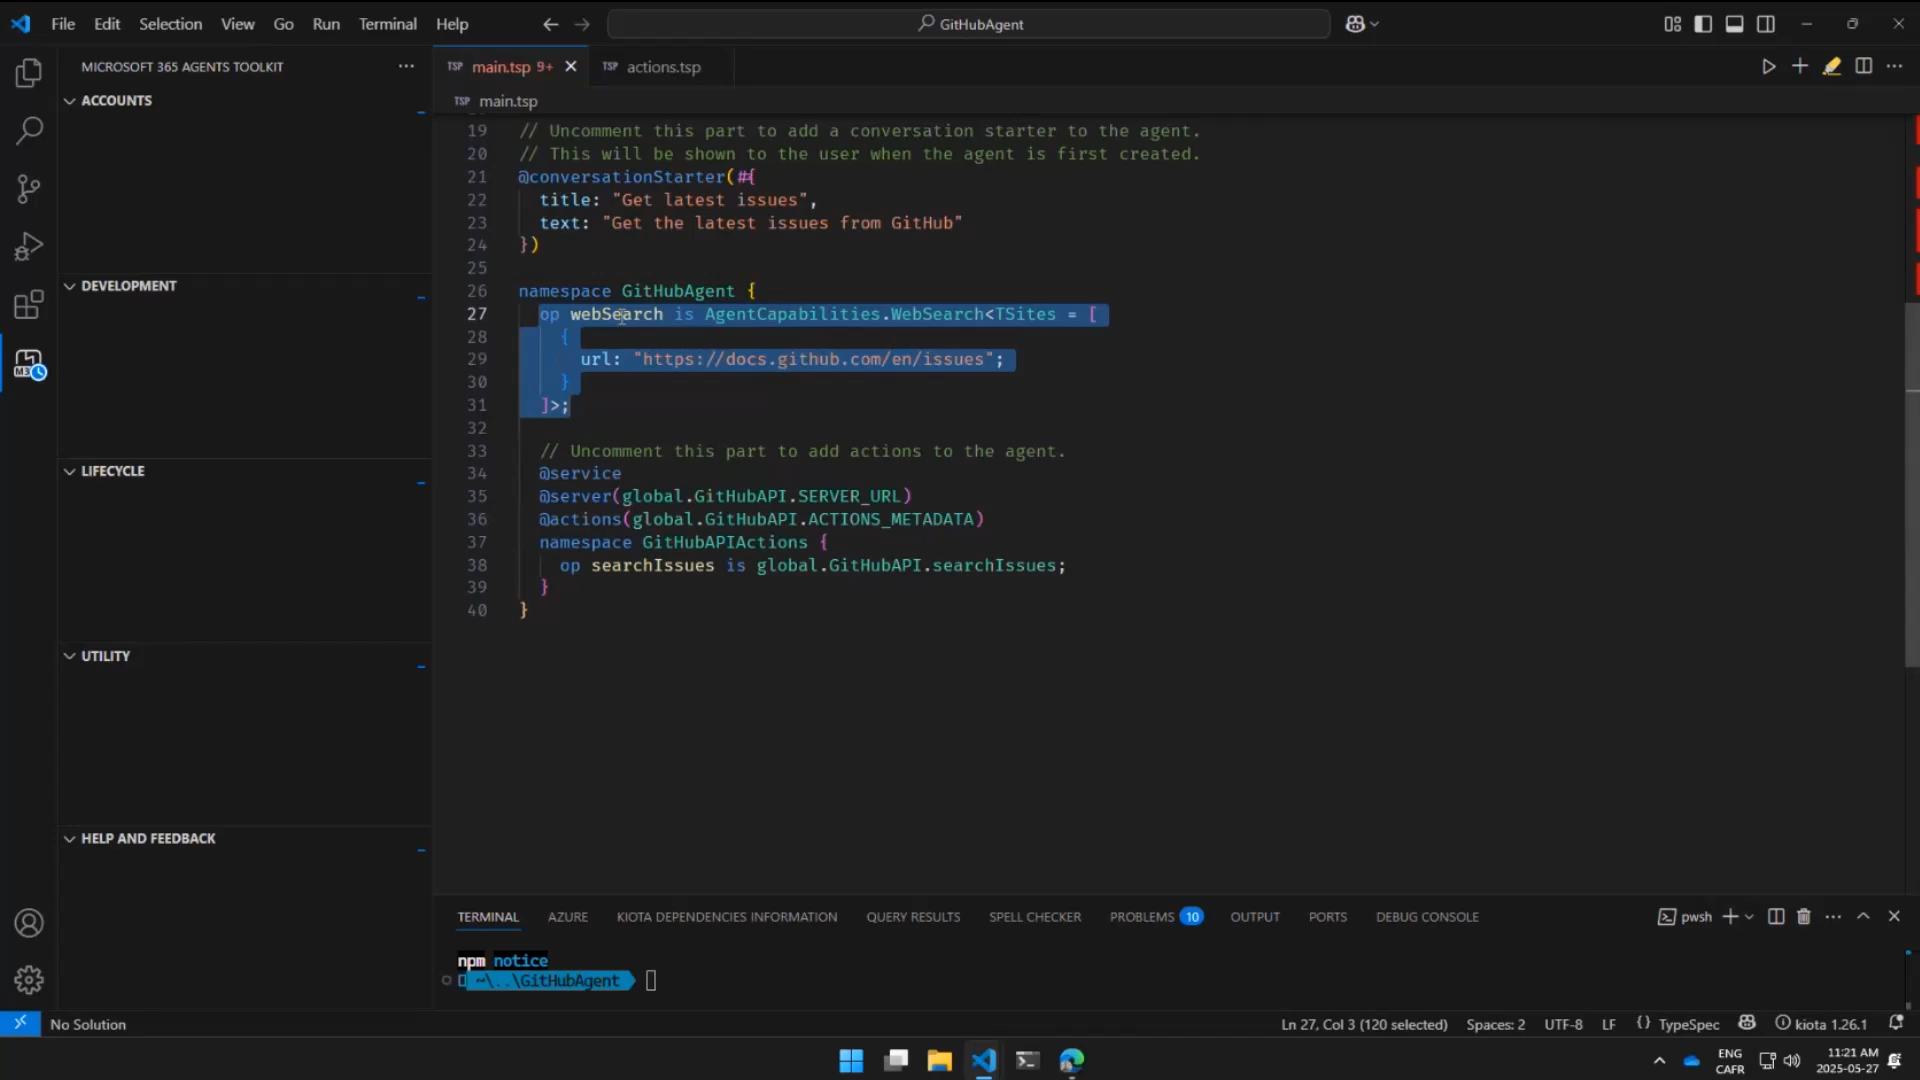 File Edit Selection View Go Run Terminal Help
GitHubAgent
MICROSOFT 365 AGENTS TOOLKIT
ACCOUNTS
DEVELOPMENT
LIFECYCLE
UTILITY
HELP AND FEEDBACK
TSP main.tsp 9+
TSP actions.tsp
TSP main.tsp
19 // Uncomment this part to add a conversation starter to the agent.
20 // This will be shown to the user when the agent is first created.
21 @conversationStarter(#{
22 title: "Get latest issues",
23 text: "Get the latest issues from GitHub"
24 })
25
26 namespace GitHubAgent {
27 op webSearch is AgentCapabilities.WebSearch<TSites = [
28 {
29 url: "https://docs.github.com/en/issues";
30 }
31 ]>;
32
33 // Uncomment this part to add actions to the agent.
34 @service
35 @server(global.GitHubAPI.SERVER_URL)
36 @actions(global.GitHubAPI.ACTIONS_METADATA)
37 namespace GitHubAPIActions {
38 op searchIssues is global.GitHubAPI.searchIssues;
39 }
40 }
TERMINAL AZURE KIOTA DEPENDENCIES INFORMATION QUERY RESULTS SPELL CHECKER PROBLEMS 10 OUTPUT PORTS DEBUG CONSOLE
pwsh
npm notice
~\..\GitHubAgent
No Solution
Ln 27, Col 3 (120 selected) Spaces: 2 UTF-8 LF {} TypeSpec kiota 1.26.1
ENG
CAFR
11:21 AM
2025-05-27